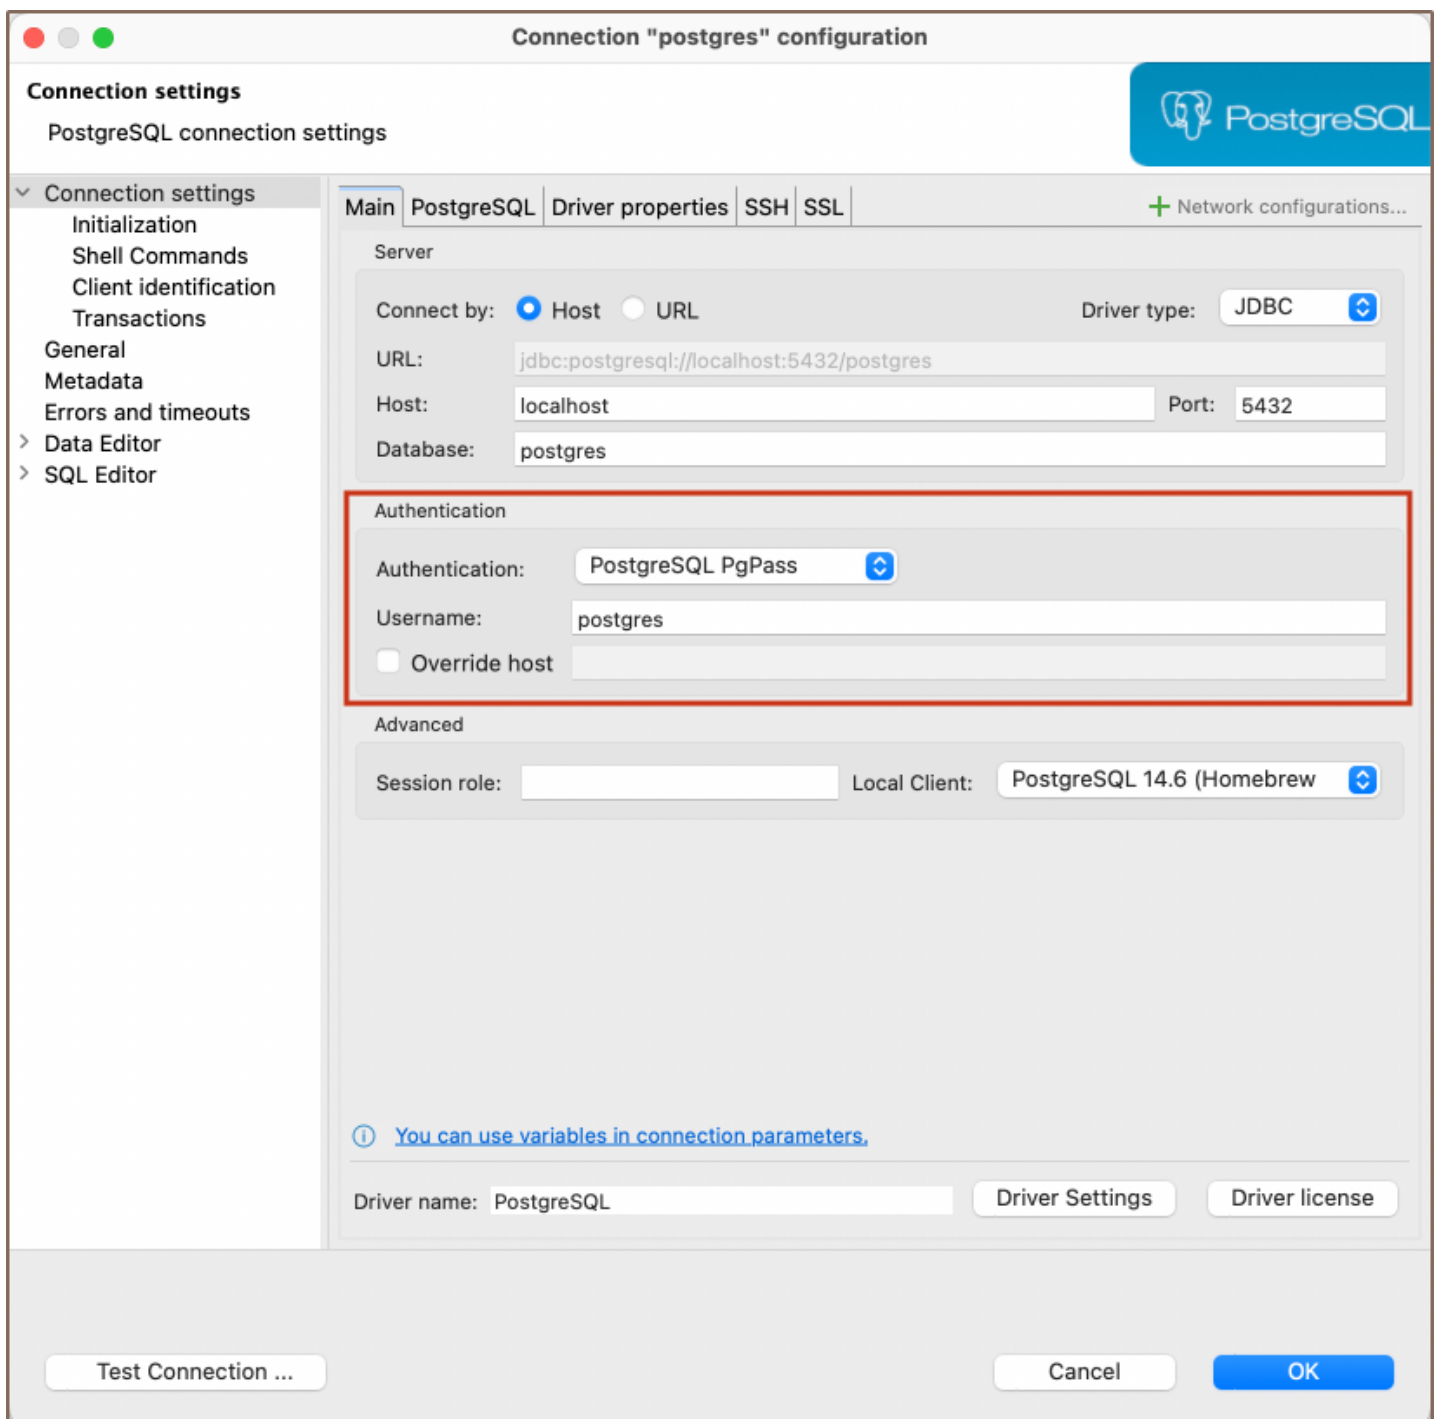 Connection "postgres" configuration
Connection settings
PostgreSQL connection settings
PostgreSQL
Connection settings
Initialization
Shell Commands
Client identification
Transactions
General
Metadata
Errors and timeouts
Data Editor
SQL Editor
Main PostgreSQL Driver properties SSH SSL Network configurations...
Server
Connect by: Host URL Driver type: JDBC
URL: jdbc:postgresql://localhost:5432/postgres
Host: localhost Port: 5432
Database: postgres
Authentication
Authentication: PostgreSQL PgPass
Username: postgres
Override host
Advanced
Session role: Local Client: PostgreSQL 14.6 (Homebrew
You can use variables in connection parameters.
Driver name: PostgreSQL Driver Settings Driver license
Test Connection ... Cancel OK